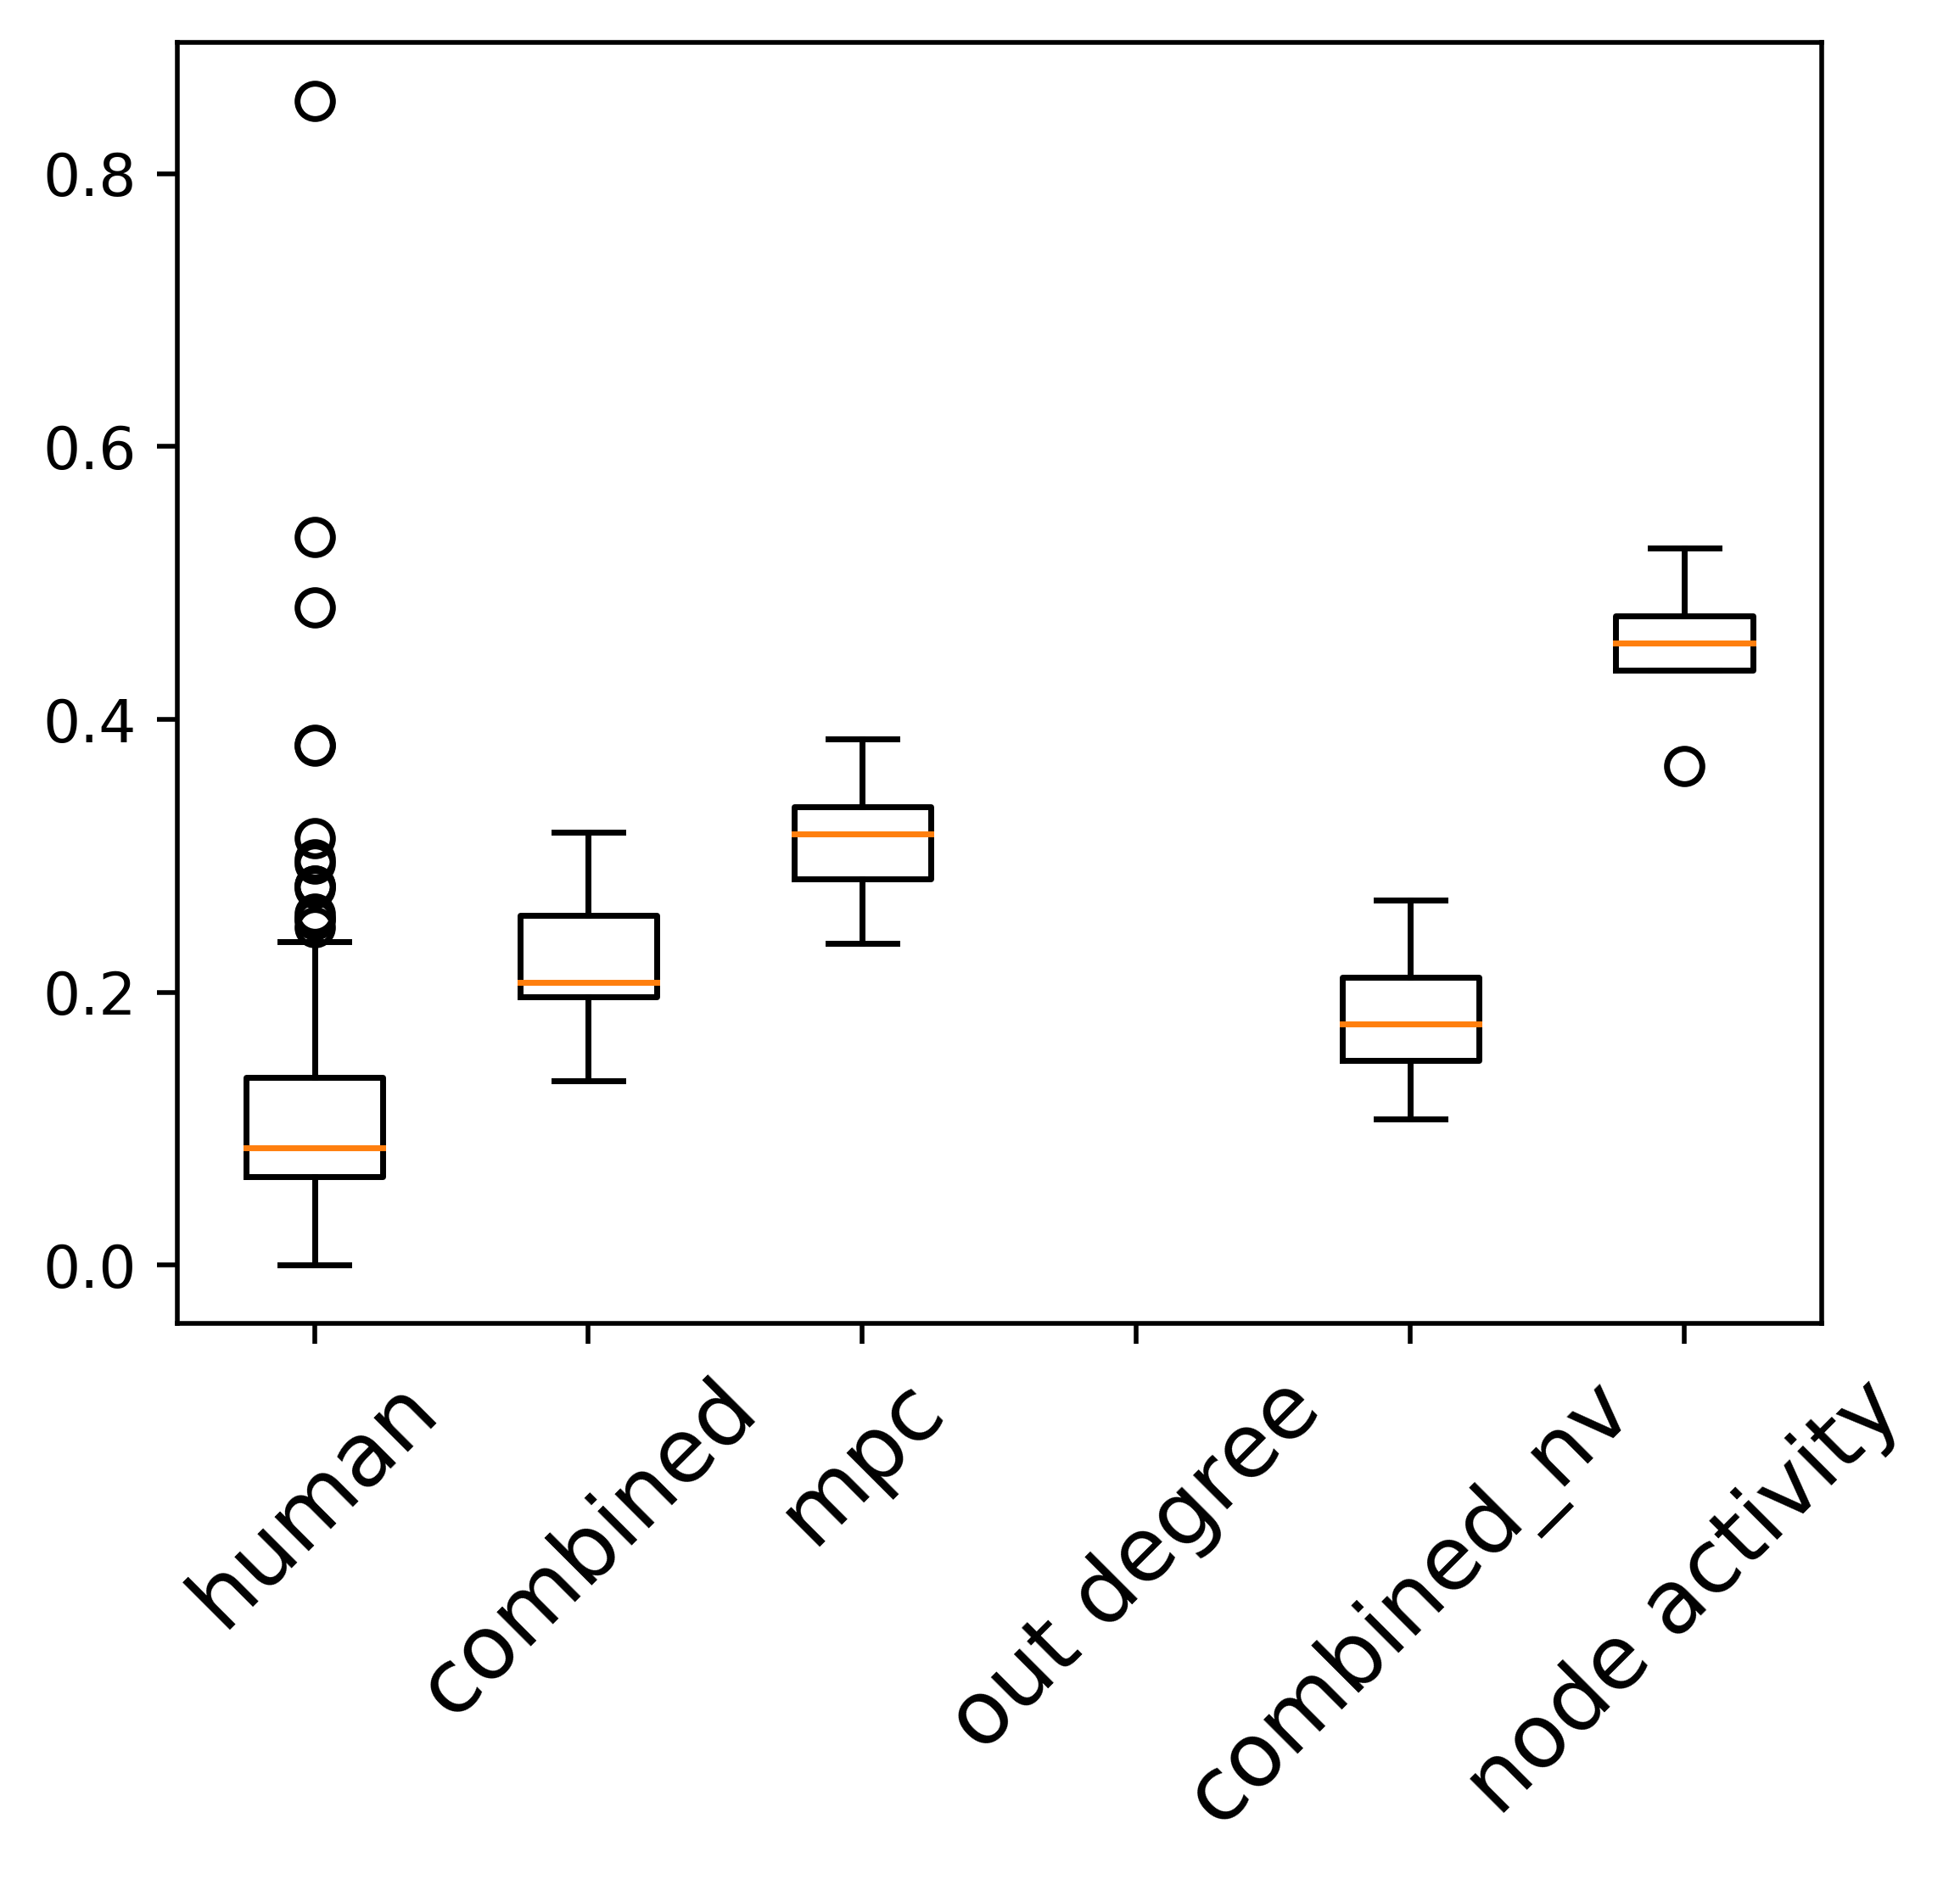 0.8
0.6
0.4
0.2
0.0
human
combined
mpc
out degree
combined_nv
node activity